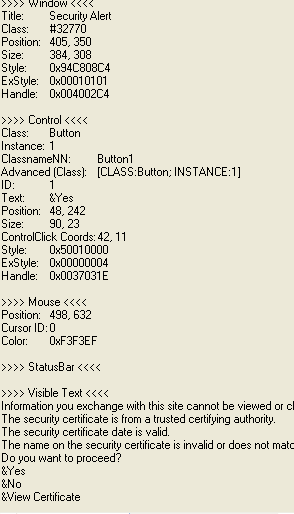 >>>> Window <<<<
Title: Security Alert
Class: #32770
Position: 405, 350
Size: 384, 308
Style: 0x94C808C4
ExStyle: 0x00010101
Handle: 0x004002C4
>>>> Control <<<<
Class: Button
Instance: 1
ClassnameNN: Button1
Advanced (Class): [CLASS:Button; INSTANCE:1]
ID: 1
Text: &Yes
Position: 48, 242
Size: 90, 23
ControlClick Coords: 42, 11
Style: 0x50010000
ExStyle: 0x00000004
Handle: 0x0037031E
>>>> Mouse <<<<
Position: 498, 632
Cursor ID: 0
Color: 0xF3F3EF
>>>> StatusBar <<<<
>>>> Visible Text <<<<
Information you exchange with this site cannot be viewed or
The security certificate is from a trusted certifying authority.
The security certificate date is valid.
The name on the security certificate is invalid or does not
Do you want to proceed?
&Yes
&No
&View Certificate